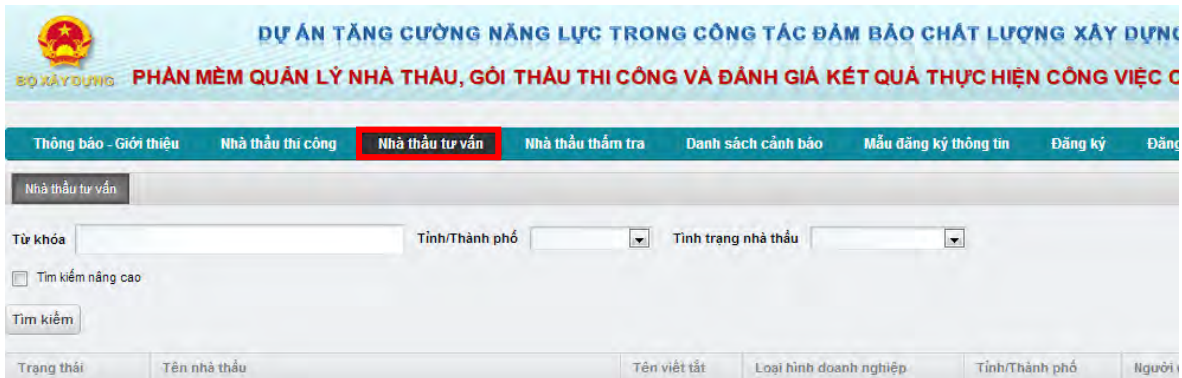 DỰ ÁN TĂNG CƯỜNG NĂNG LỰC TRONG CÔNG TÁC ĐẢM BẢO CHẤT LƯỢNG XÂY DỰNG
BỘ XÂY DỰNG PHẦN MỀM QUẢN LÝ NHÀ THẦU, GÓI THẦU THI CÔNG VÀ ĐÁNH GIÁ KẾT QUẢ THỰC HIỆN CÔNG VIỆC C
Thông báo - Giới thiệu Nhà thầu thi công Nhà thầu tư vấn Nhà thầu thẩm tra Danh sách cảnh báo Mẫu đăng ký thông tin Đăng ký Đăng
Nhà thầu tư vấn
Từ khóa Tỉnh/Thành phố Tình trạng nhà thầu
Tìm kiếm nâng cao
Tìm kiếm
Trạng thái Tên nhà thầu Tên viết tắt Loại hình doanh nghiệp Tỉnh/Thành phố Người